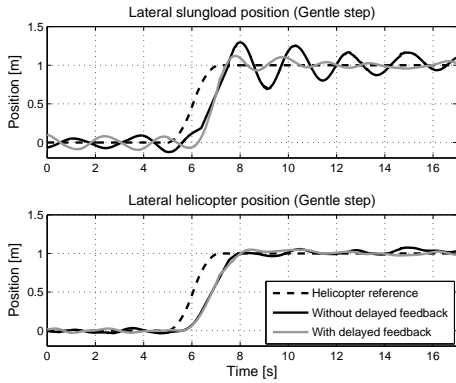 Lateral slungload position (Gentle step)
1.5
1
0.5
0
Position [m]
0 2 4 6 8 10 12 14 16
Lateral helicopter position (Gentle step)
1.5
1
0.5
0
Position [m]
Helicopter reference
Without delayed feedback
With delayed feedback
0 2 4 6 8 10 12 14 16
Time [s]